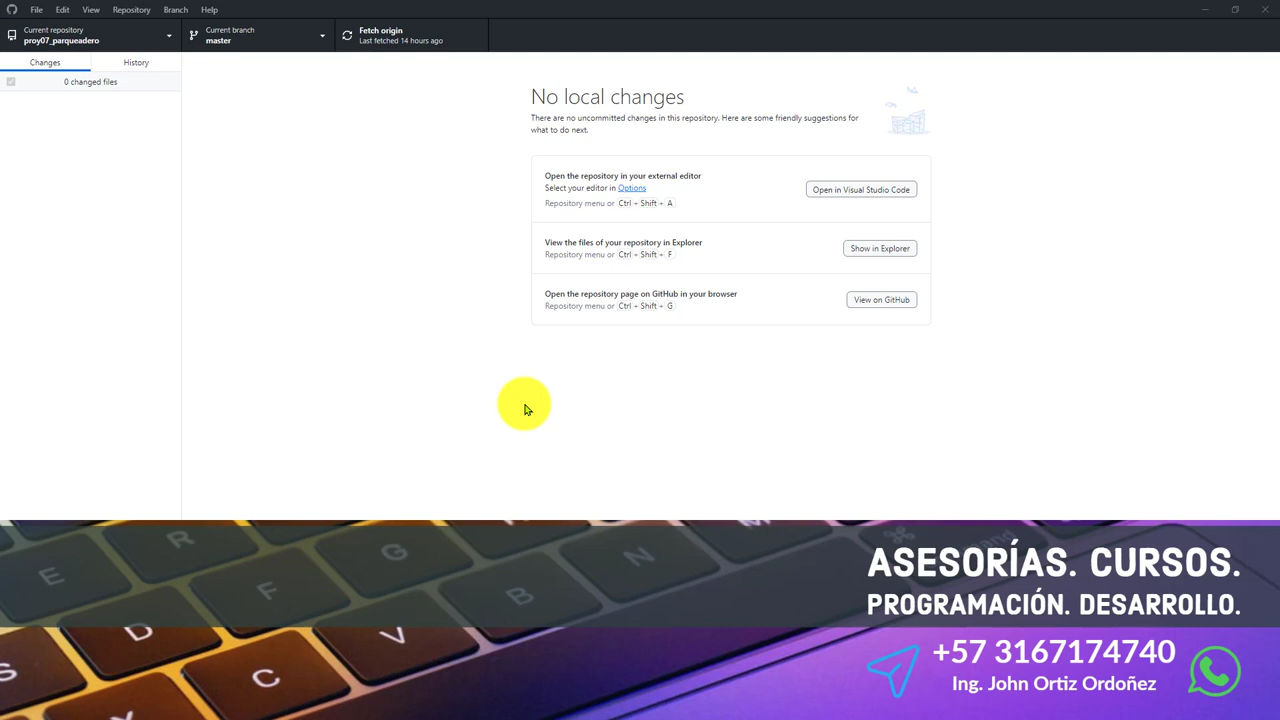 File Edit View Repository Branch Help
Current repository
proy07_parqueadero
Current branch
master
Fetch origin
Last fetched 14 hours ago
Changes History
0 changed files
No local changes
There are no uncommitted changes in this repository. Here are some friendly suggestions for
what to do next.
Open the repository in your external editor
Select your editor in Options
Repository menu or Ctrl + Shift + A
Open in Visual Studio Code
View the files of your repository in Explorer
Repository menu or Ctrl + Shift + F
Show in Explorer
Open the repository page on GitHub in your browser
Repository menu or Ctrl + Shift + G
View on GitHub
ASESORÍAS. CURSOS.
PROGRAMACIÓN. DESARROLLO.
+57 3167174740
Ing. John Ortiz Ordoñez
E R F G B N D C V